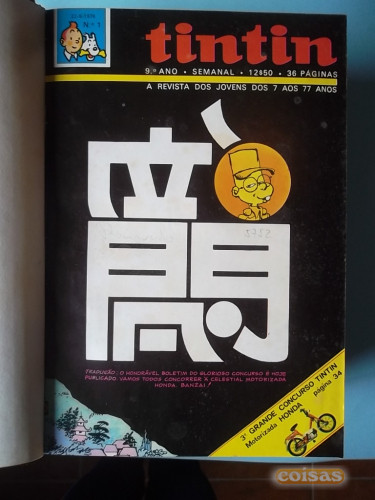 N.º 1
tintin
9.º ANO • SEMANAL • 12$50 • 36 PÁGINAS
A REVISTA DOS JOVENS DOS 7 AOS 77 ANOS
TRADUÇÃO: O HONORÁVEL BOLETIM DO GLORIOSO CONCURSO É HOJE
PUBLICADO. VAMOS TODOS CONCORRER À CELESTIAL MOTORIZADA
HONDA. BANZAI!
3º GRANDE CONCURSO TINTIN
Motorizada HONDA página 34
coisas